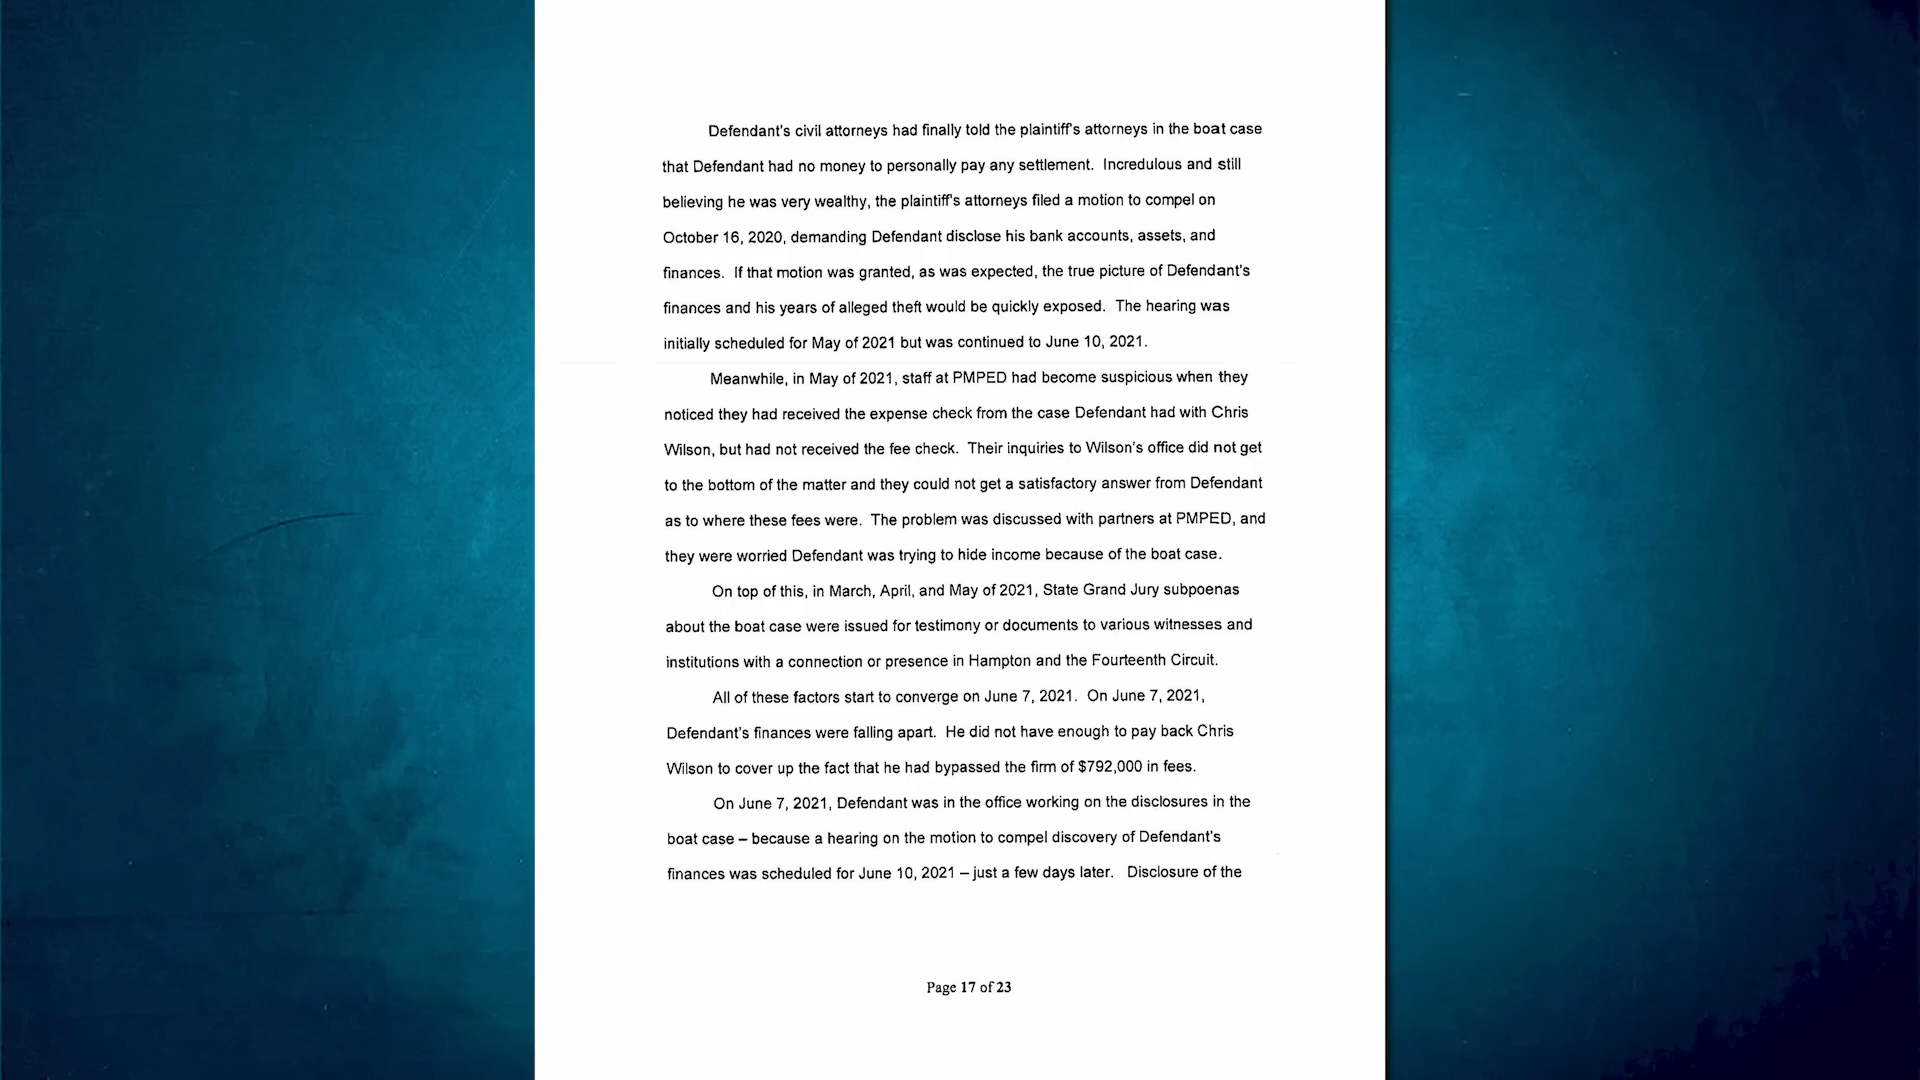 Defendant's civil attorneys had finally told the plaintiff's attorneys in the boat case
that Defendant had no money to personally pay any settlement.  Incredulous and still
believing he was very wealthy, the plaintiff's attorneys filed a motion to compel on
October 16, 2020, demanding Defendant disclose his bank accounts, assets, and
finances.  If that motion was granted, as was expected, the true picture of Defendant's
finances and his years of alleged theft would be quickly exposed.  The hearing was
initially scheduled for May of 2021 but was continued to June 10, 2021.
Meanwhile, in May of 2021, staff at PMPED had become suspicious when they
noticed they had received the expense check from the case Defendant had with Chris
Wilson, but had not received the fee check.  Their inquiries to Wilson's office did not get
to the bottom of the matter and they could not get a satisfactory answer from Defendant
as to where these fees were.  The problem was discussed with partners at PMPED, and
they were worried Defendant was trying to hide income because of the boat case.
On top of this, in March, April, and May of 2021, State Grand Jury subpoenas
about the boat case were issued for testimony or documents to various witnesses and
institutions with a connection or presence in Hampton and the Fourteenth Circuit.
All of these factors start to converge on June 7, 2021.  On June 7, 2021,
Defendant's finances were falling apart.  He did not have enough to pay back Chris
Wilson to cover up the fact that he had bypassed the firm of $792,000 in fees.
On June 7, 2021, Defendant was in the office working on the disclosures in the
boat case – because a hearing on the motion to compel discovery of Defendant's
finances was scheduled for June 10, 2021 – just a few days later.  Disclosure of the
Page 17 of 23